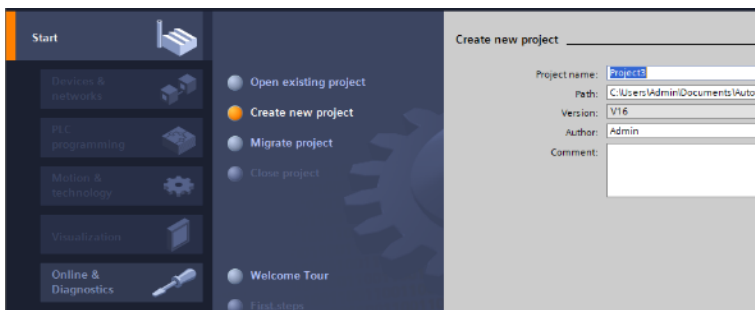 Start
Devices &
networks
PLC
programming
Motion &
technology
Visualization
Online &
Diagnostics
Open existing project
Create new project
Migrate project
Close project
Welcome Tour
First steps
Create new project
Project name: Project3
Path: C:\Users\Admin\Documents\Auto
Version: V16
Author: Admin
Comment: